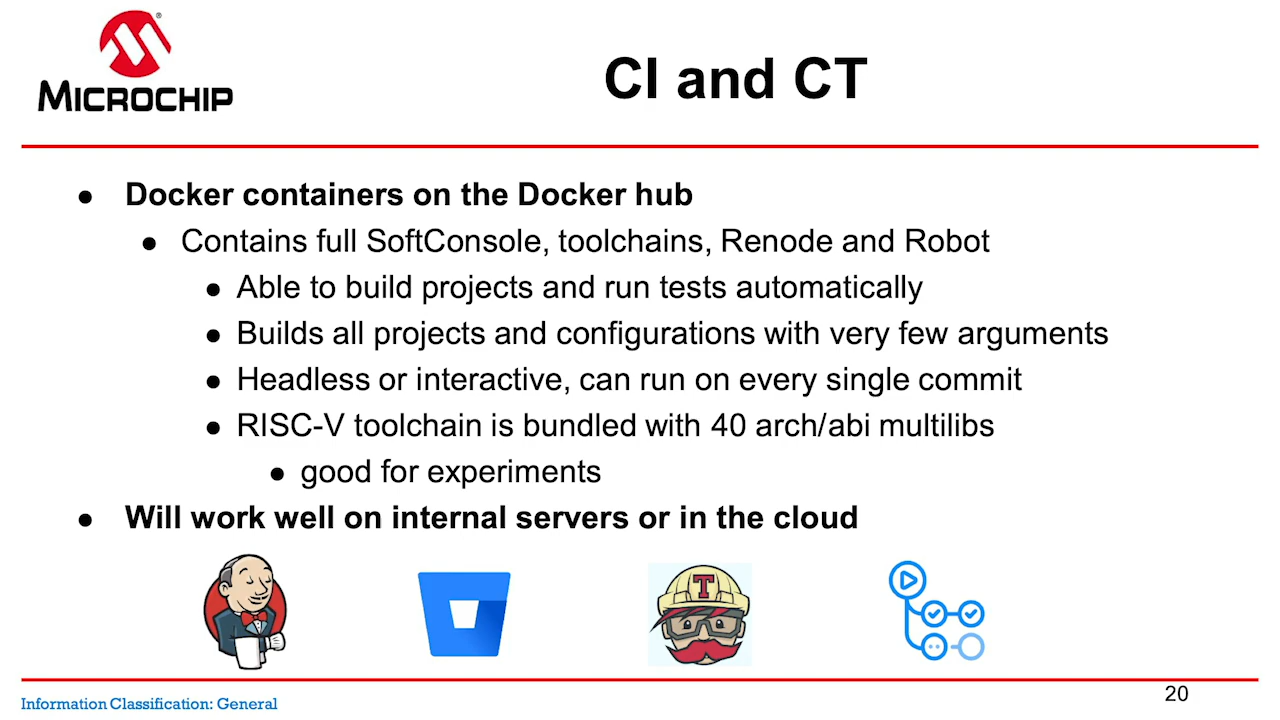 MICROCHIP
CI and CT
● Docker containers on the Docker hub
● Contains full SoftConsole, toolchains, Renode and Robot
● Able to build projects and run tests automatically
● Builds all projects and configurations with very few arguments
● Headless or interactive, can run on every single commit
● RISC-V toolchain is bundled with 40 arch/abi multilibs
● good for experiments
● Will work well on internal servers or in the cloud
T
Information Classification: General
20